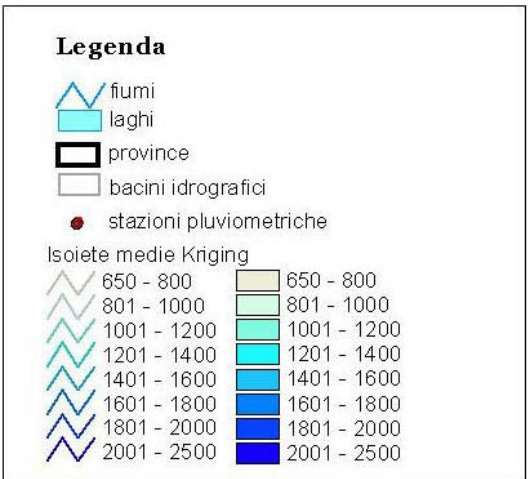 Legenda
fiumi
laghi
province
bacini idrografici
stazioni pluviometriche
Isoiete medie Kriging
650 - 800 650 - 800
801 - 1000 801 - 1000
1001 - 1200 1001 - 1200
1201 - 1400 1201 - 1400
1401 - 1600 1401 - 1600
1601 - 1800 1601 - 1800
1801 - 2000 1801 - 2000
2001 - 2500 2001 - 2500